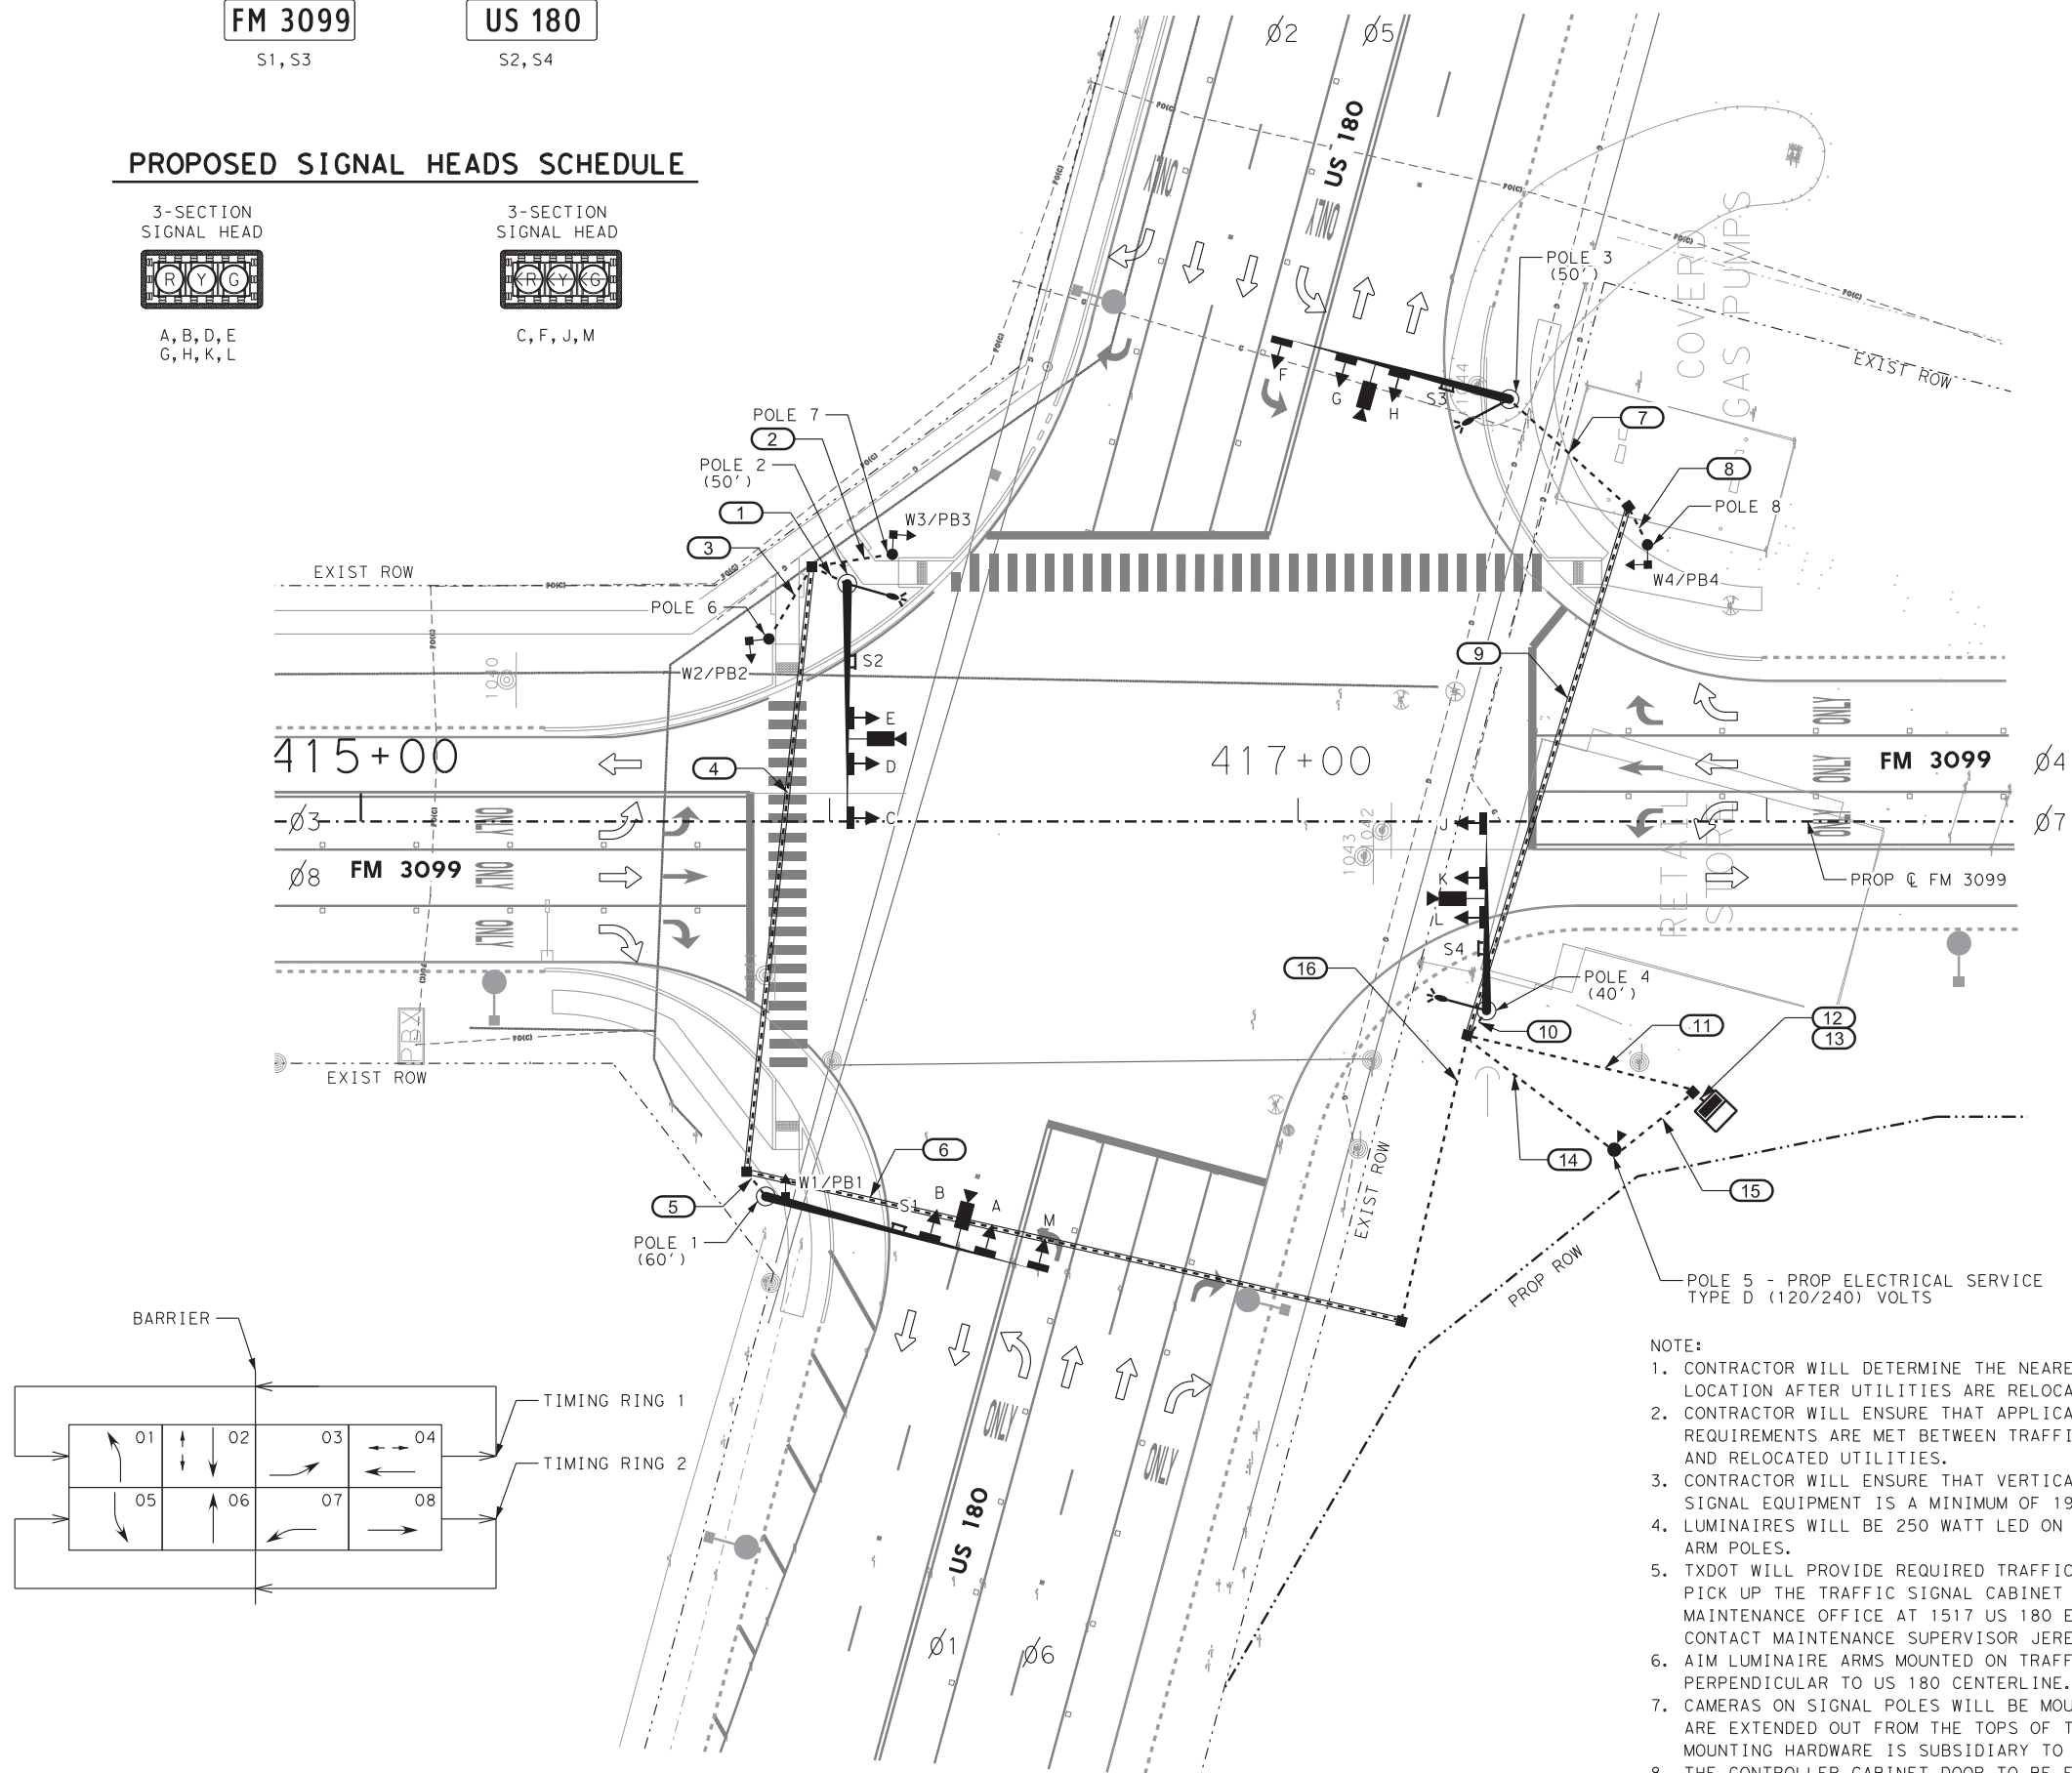 FM 3099
US 180
S1,S3
S2,S4
PROPOSED SIGNAL HEADS SCHEDULE
3-SECTION
SIGNAL HEAD
3-SECTION
SIGNAL HEAD
R Y G
R Y G
A,B,D,E
G,H,K,L
C,F,J,M
Ø2
Ø5
US 180
ONLY
ONLY
COVERD
GAS PUMPS
POLE 3
(50')
EXIST ROW
F
G
H
S3
1044
7
8
POLE 8
W4/PB4
POLE 7
2
POLE 2
(50')
1
3
W3/PB3
EXIST ROW
POLE 6
W2/PB2
S2
1040
9
E
D
C
415+00
417+00
4
FM 3099
Ø4
Ø3
Ø7
Ø8
FM 3099
ONLY
ONLY
ONLY
ONLY
ONLY
ONLY
J
K
L
S4
1043
1042
RETAIL
STORE
PROP ℄ FM 3099
16
POLE 4
(40')
10
11
12
13
14
15
PBX
FO(C)
EXIST ROW
EXIST ROW
PROP ROW
6
5
W1/PB1
S1
B
A
M
POLE 1
(60')
POLE 5 - PROP ELECTRICAL SERVICE
TYPE D (120/240) VOLTS
ONLY
ONLY
US 180
Ø1
Ø6
BARRIER
TIMING RING 1
TIMING RING 2
01 02 03 04
05 06 07 08
NOTE:
1. CONTRACTOR WILL DETERMINE THE NEARE
LOCATION AFTER UTILITIES ARE RELOCA
2. CONTRACTOR WILL ENSURE THAT APPLICA
REQUIREMENTS ARE MET BETWEEN TRAFFI
AND RELOCATED UTILITIES.
3. CONTRACTOR WILL ENSURE THAT VERTICA
SIGNAL EQUIPMENT IS A MINIMUM OF 19
4. LUMINAIRES WILL BE 250 WATT LED ON
ARM POLES.
5. TXDOT WILL PROVIDE REQUIRED TRAFFIC
PICK UP THE TRAFFIC SIGNAL CABINET
MAINTENANCE OFFICE AT 1517 US 180 E
CONTACT MAINTENANCE SUPERVISOR JERE
6. AIM LUMINAIRE ARMS MOUNTED ON TRAFF
PERPENDICULAR TO US 180 CENTERLINE.
7. CAMERAS ON SIGNAL POLES WILL BE MOU
ARE EXTENDED OUT FROM THE TOPS OF T
MOUNTING HARDWARE IS SUBSIDIARY TO